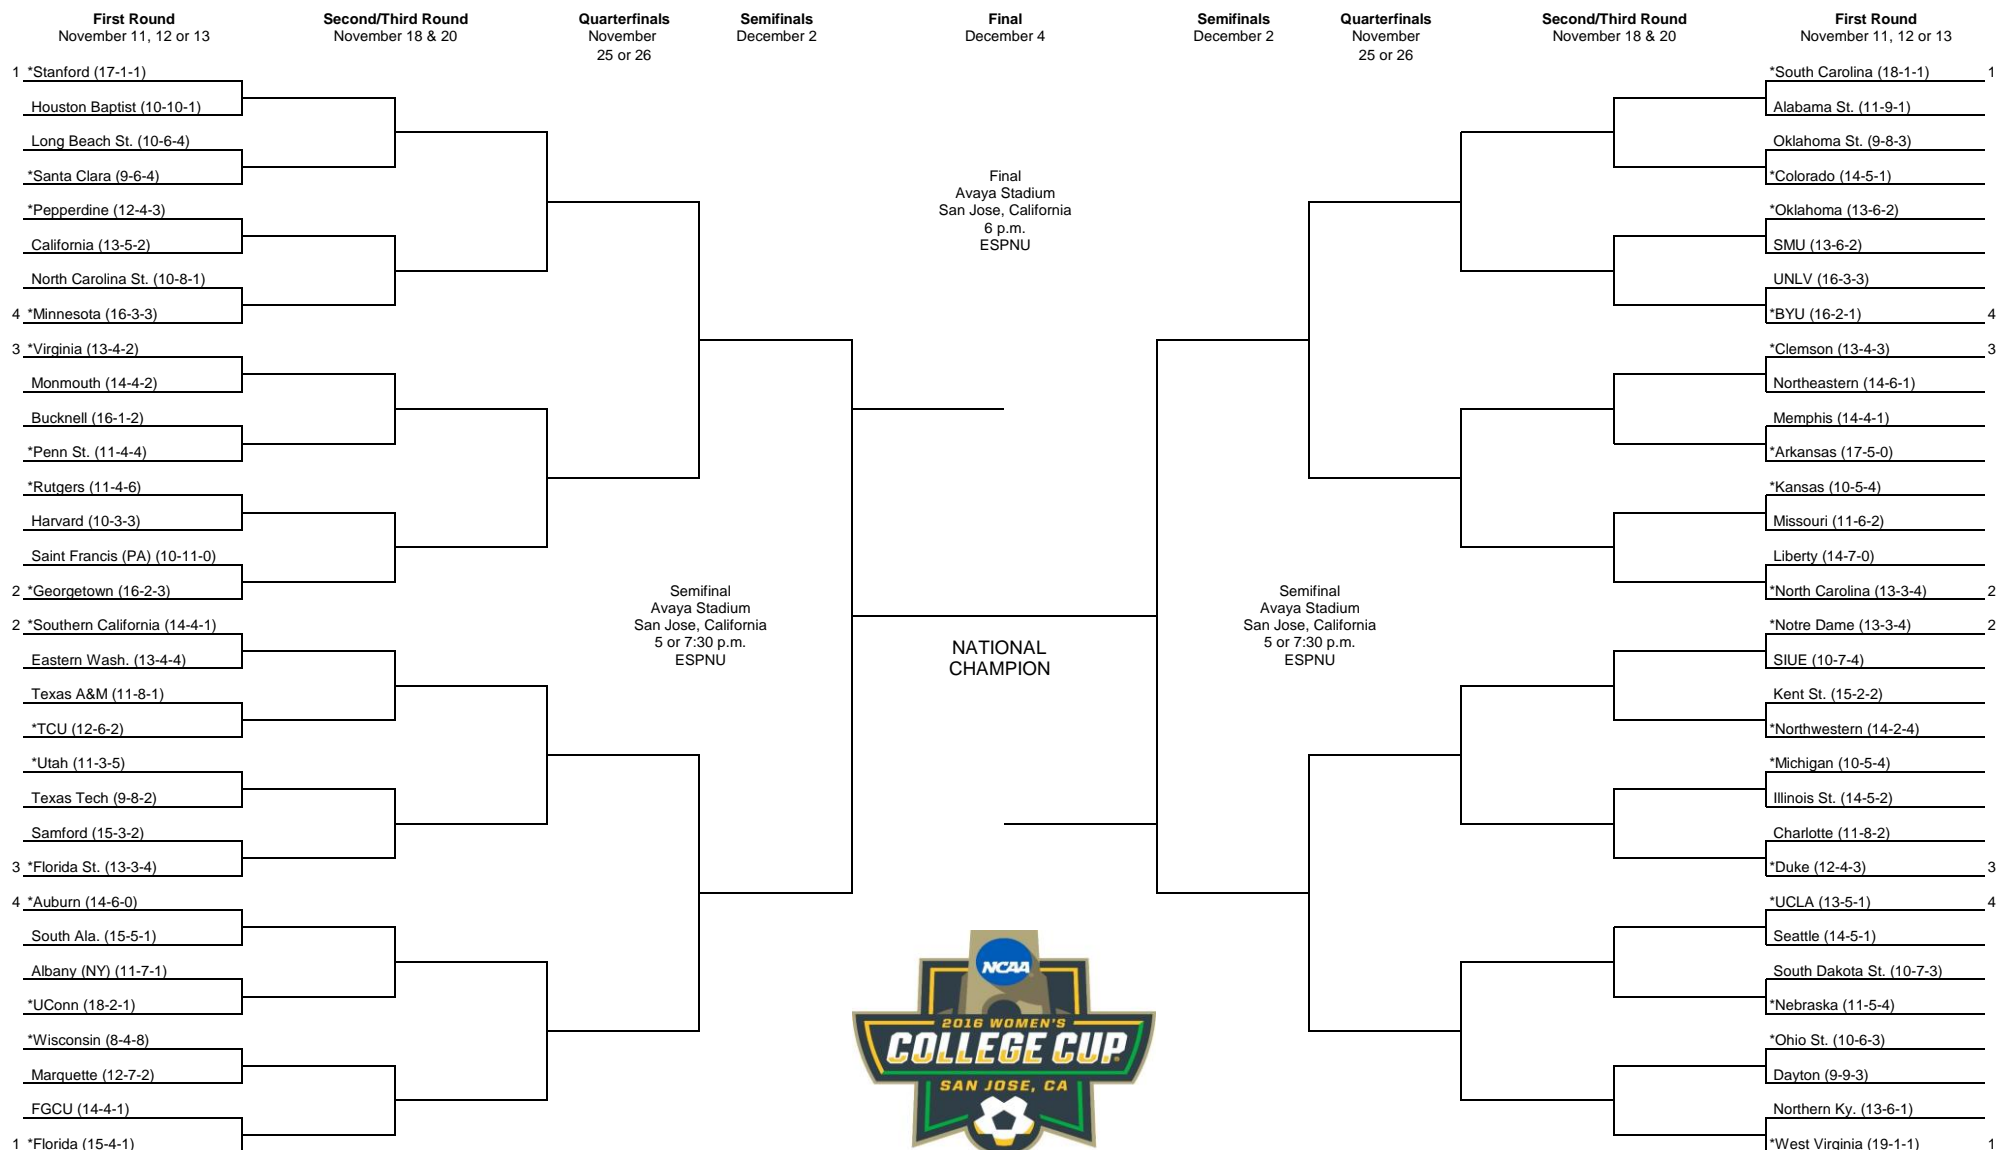 First Round
November 11, 12 or 13
Second/Third Round
November 18 & 20
Quarterfinals
November
25 or 26
Semifinals
December 2
Final
December 4
Semifinals
December 2
Quarterfinals
November
25 or 26
Second/Third Round
November 18 & 20
First Round
November 11, 12 or 13
1 *Stanford (17-1-1)
Houston Baptist (10-10-1)
Long Beach St. (10-6-4)
*Santa Clara (9-6-4)
*Pepperdine (12-4-3)
California (13-5-2)
North Carolina St. (10-8-1)
4 *Minnesota (16-3-3)
3 *Virginia (13-4-2)
Monmouth (14-4-2)
Bucknell (16-1-2)
*Penn St. (11-4-4)
*Rutgers (11-4-6)
Harvard (10-3-3)
Saint Francis (PA) (10-11-0)
2 *Georgetown (16-2-3)
2 *Southern California (14-4-1)
Eastern Wash. (13-4-4)
Texas A&M (11-8-1)
*TCU (12-6-2)
*Utah (11-3-5)
Texas Tech (9-8-2)
Samford (15-3-2)
3 *Florida St. (13-3-4)
4 *Auburn (14-6-0)
South Ala. (15-5-1)
Albany (NY) (11-7-1)
*UConn (18-2-1)
*Wisconsin (8-4-8)
Marquette (12-7-2)
FGCU (14-4-1)
1 *Florida (15-4-1)
Semifinal
Avaya Stadium
San Jose, California
5 or 7:30 p.m.
ESPNU
Final
Avaya Stadium
San Jose, California
6 p.m.
ESPNU
NATIONAL
CHAMPION
NCAA
2016 WOMEN'S
COLLEGE CUP
SAN JOSE, CA
Semifinal
Avaya Stadium
San Jose, California
5 or 7:30 p.m.
ESPNU
*South Carolina (18-1-1) 1
Alabama St. (11-9-1)
Oklahoma St. (9-8-3)
*Colorado (14-5-1)
*Oklahoma (13-6-2)
SMU (13-6-2)
UNLV (16-3-3)
*BYU (16-2-1) 4
*Clemson (13-4-3) 3
Northeastern (14-6-1)
Memphis (14-4-1)
*Arkansas (17-5-0)
*Kansas (10-5-4)
Missouri (11-6-2)
Liberty (14-7-0)
*North Carolina (13-3-4) 2
*Notre Dame (13-3-4) 2
SIUE (10-7-4)
Kent St. (15-2-2)
*Northwestern (14-2-4)
*Michigan (10-5-4)
Illinois St. (14-5-2)
Charlotte (11-8-2)
*Duke (12-4-3) 3
*UCLA (13-5-1) 4
Seattle (14-5-1)
South Dakota St. (10-7-3)
*Nebraska (11-5-4)
*Ohio St. (10-6-3)
Dayton (9-9-3)
Northern Ky. (13-6-1)
*West Virginia (19-1-1) 1